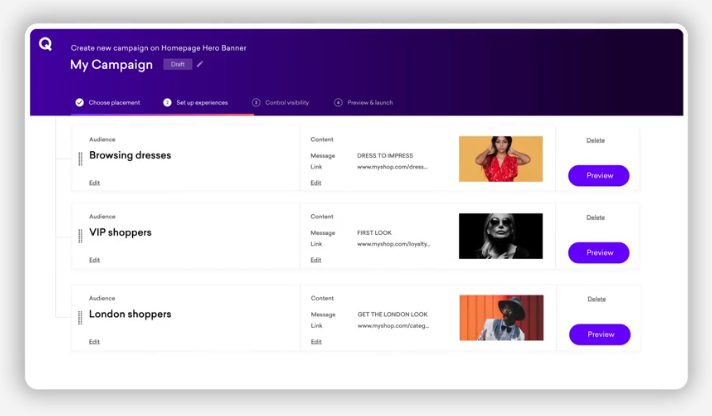 Create new campaign on Homepage Hero Banner
My Campaign Draft
Choose placement 2 Set up experiences 3 Control visibility 4 Preview & launch
Audience Content Delete
Browsing dresses Message DRESS TO IMPRESS
Link www.myshop.com/dress... Preview
Edit Edit
Audience Content Delete
VIP shoppers Message FIRST LOOK
Link www.myshop.com/loyalty... Preview
Edit Edit
Audience Content Delete
London shoppers Message GET THE LONDON LOOK
Link www.myshop.com/categ... Preview
Edit Edit